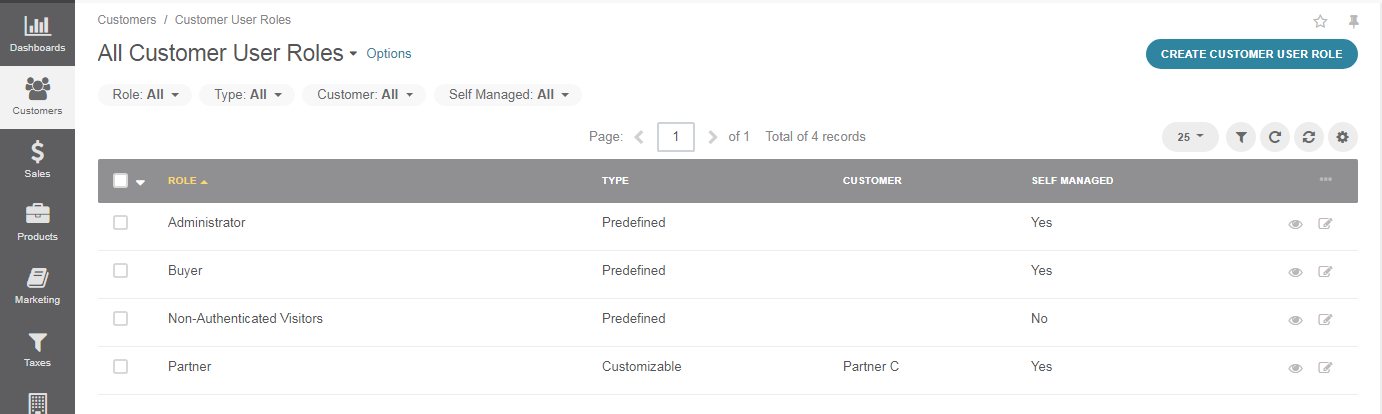 Customers / Customer User Roles
All Customer User Roles Options
CREATE CUSTOMER USER ROLE
Role: All Type: All Customer: All Self Managed: All
Page: 1 of 1 Total of 4 records 25
ROLE TYPE CUSTOMER SELF MANAGED
Administrator Predefined Yes
Buyer Predefined Yes
Non-Authenticated Visitors Predefined No
Partner Customizable Partner C Yes
Dashboards
Customers
Sales
Products
Marketing
Taxes